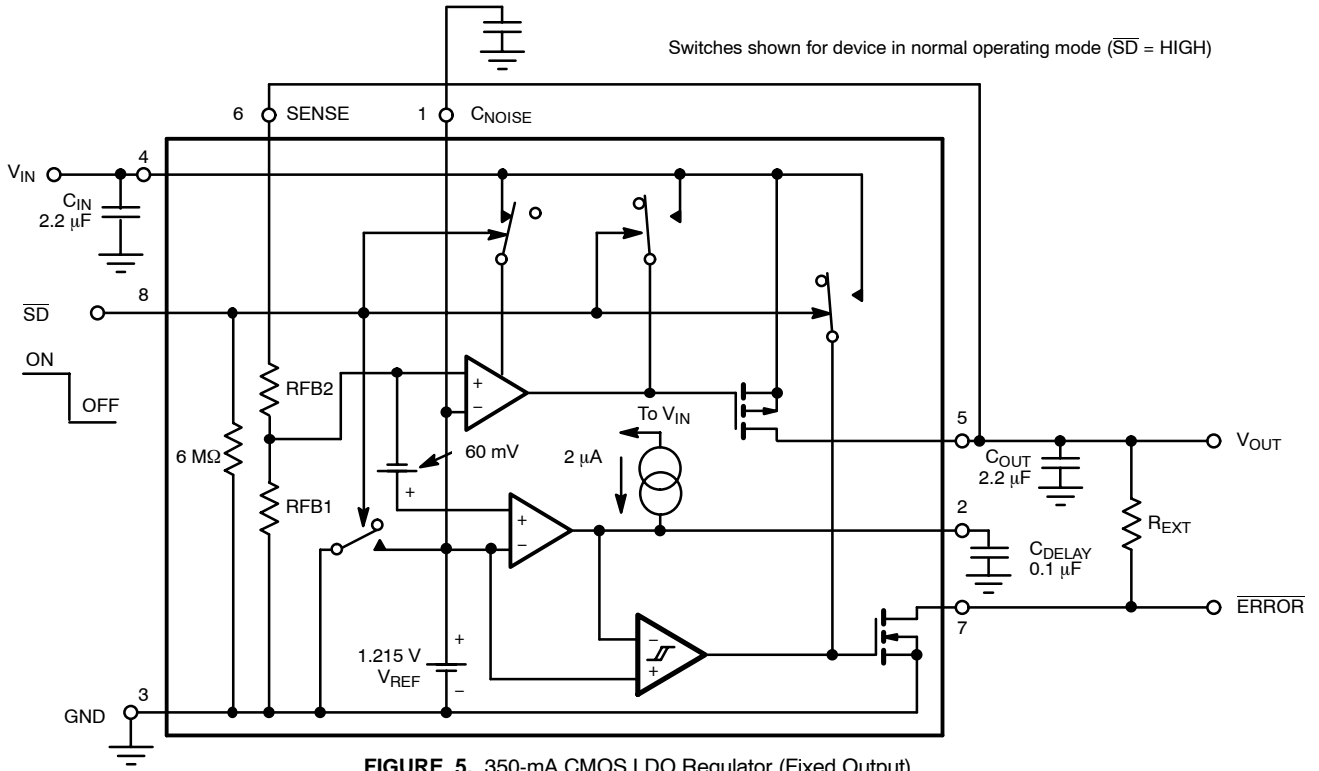 Switches shown for device in normal operating mode (SD = HIGH)
6 SENSE
1 CNOISE
4
VIN
CIN
2.2 μF
8
SD
ON
OFF
RFB2
+
−
To VIN
5
VOUT
60 mV
2 μA
COUT
2.2 μF
6 MΩ
+
RFB1
+
−
2
REXT
CDELAY
0.1 μF
ERROR
7
−
+
+
1.215 V
VREF
−
3
GND
FIGURE 5. 350-mA CMOS LDO Regulator (Fixed Output)